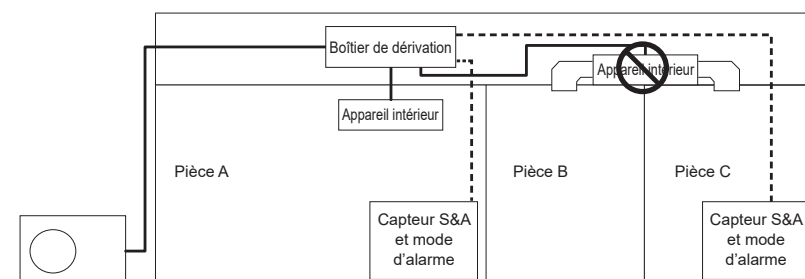 Boîtier de dérivation
Appareil intérieur
Appareil intérieur
Pièce A
Pièce B
Pièce C
Capteur S&A
et mode
d'alarme
Capteur S&A
et mode
d'alarme